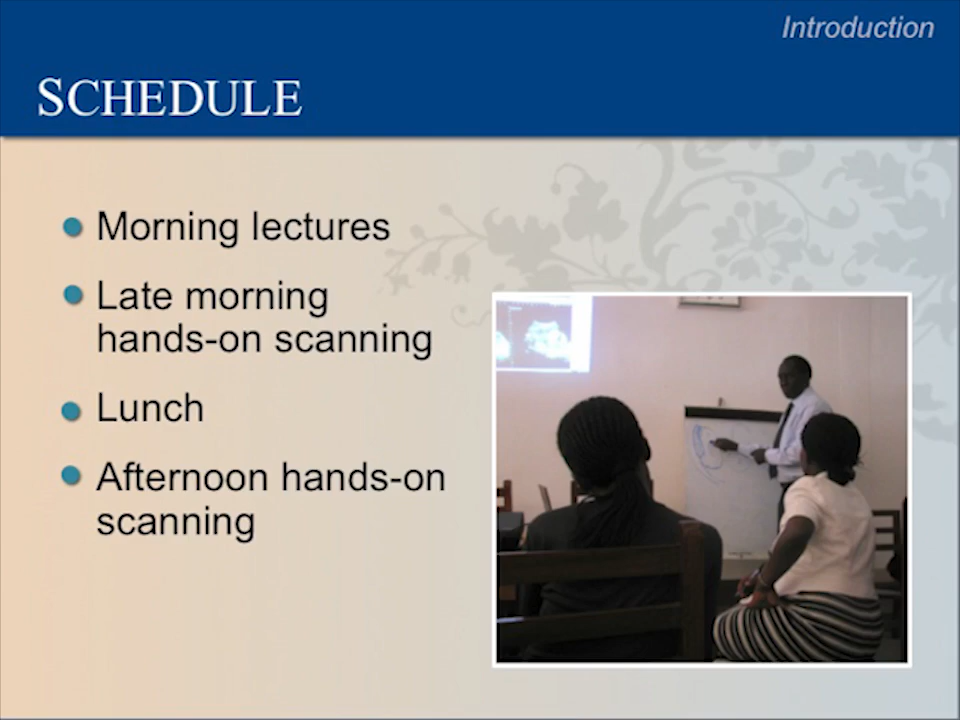 Introduction
SCHEDULE
Morning lectures
Late morning
hands-on scanning
Lunch
Afternoon hands-on
scanning